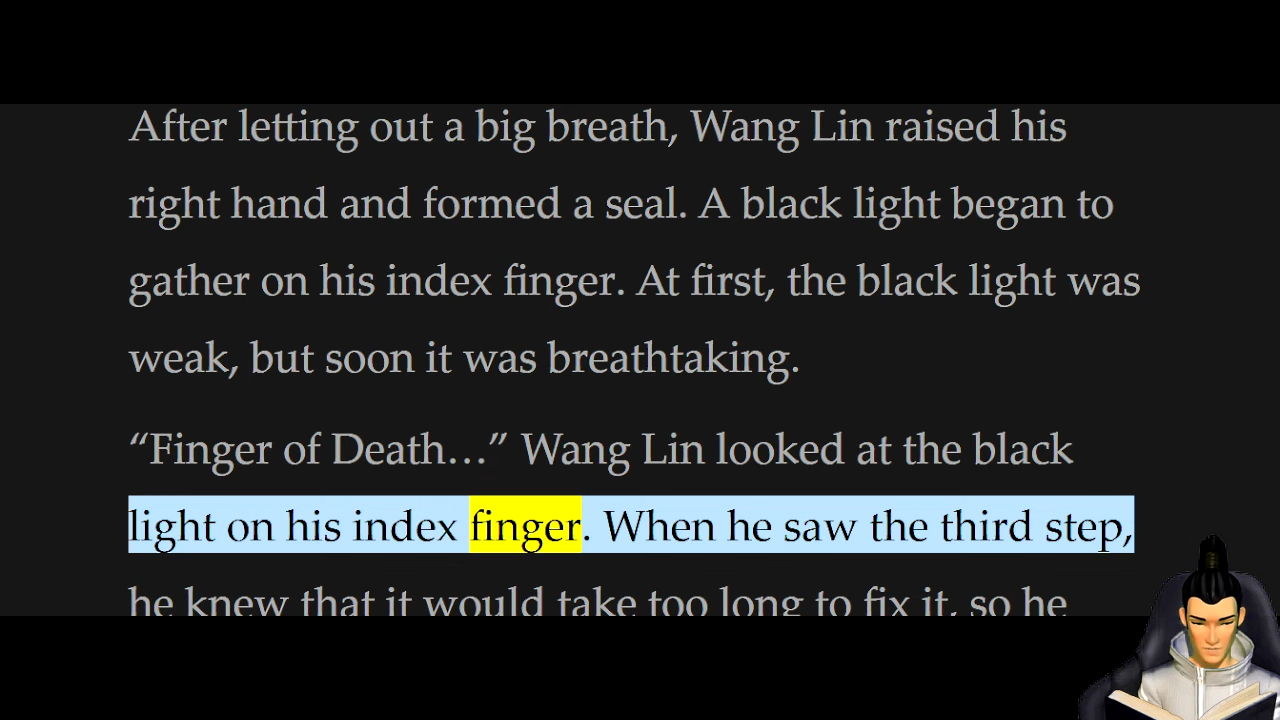 After letting out a big breath, Wang Lin raised his
right hand and formed a seal. A black light began to
gather on his index finger. At first, the black light was
weak, but soon it was breathtaking.
“Finger of Death…” Wang Lin looked at the black
light on his index finger. When he saw the third step,
he knew that it would take too long to fix it, so he